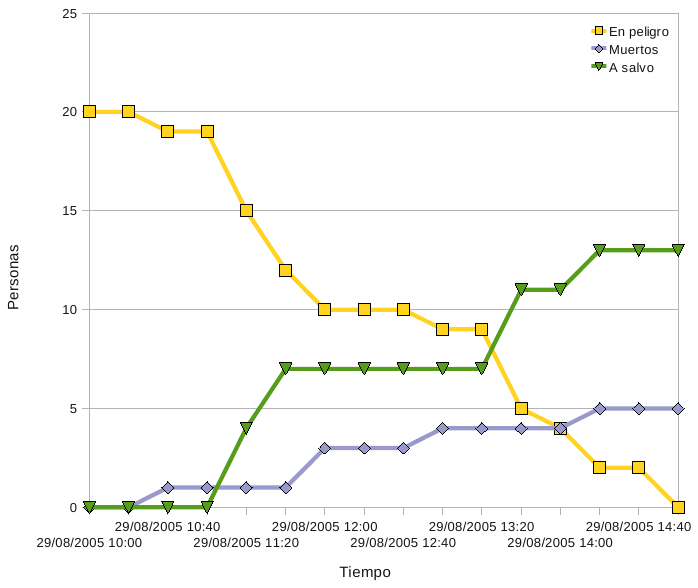 25
20
15
10
5
0
En peligro
Muertos
A salvo
Personas
29/08/2005 10:00
29/08/2005 10:40
29/08/2005 11:20
29/08/2005 12:00
29/08/2005 12:40
29/08/2005 13:20
29/08/2005 14:00
29/08/2005 14:40
Tiempo